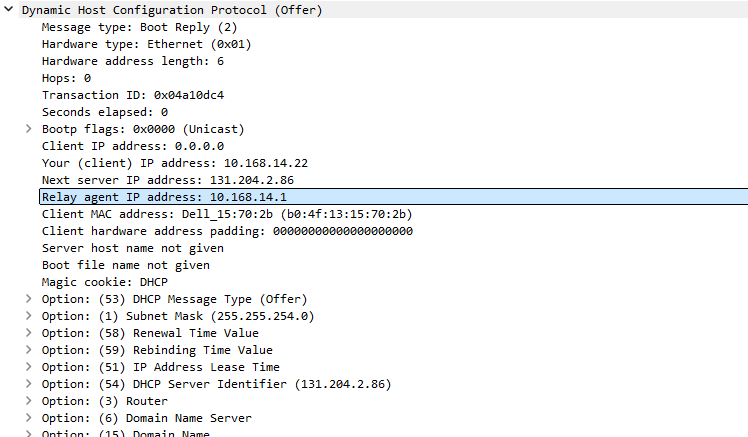 Dynamic Host Configuration Protocol (Offer)
Message type: Boot Reply (2)
Hardware type: Ethernet (0x01)
Hardware address length: 6
Hops: 0
Transaction ID: 0x04a10dc4
Seconds elapsed: 0
Bootp flags: 0x0000 (Unicast)
Client IP address: 0.0.0.0
Your (client) IP address: 10.168.14.22
Next server IP address: 131.204.2.86
Relay agent IP address: 10.168.14.1
Client MAC address: Dell_15:70:2b (b0:4f:13:15:70:2b)
Client hardware address padding: 00000000000000000000
Server host name not given
Boot file name not given
Magic cookie: DHCP
Option: (53) DHCP Message Type (Offer)
Option: (1) Subnet Mask (255.255.254.0)
Option: (58) Renewal Time Value
Option: (59) Rebinding Time Value
Option: (51) IP Address Lease Time
Option: (54) DHCP Server Identifier (131.204.2.86)
Option: (3) Router
Option: (6) Domain Name Server
Option: (15) Domain Name